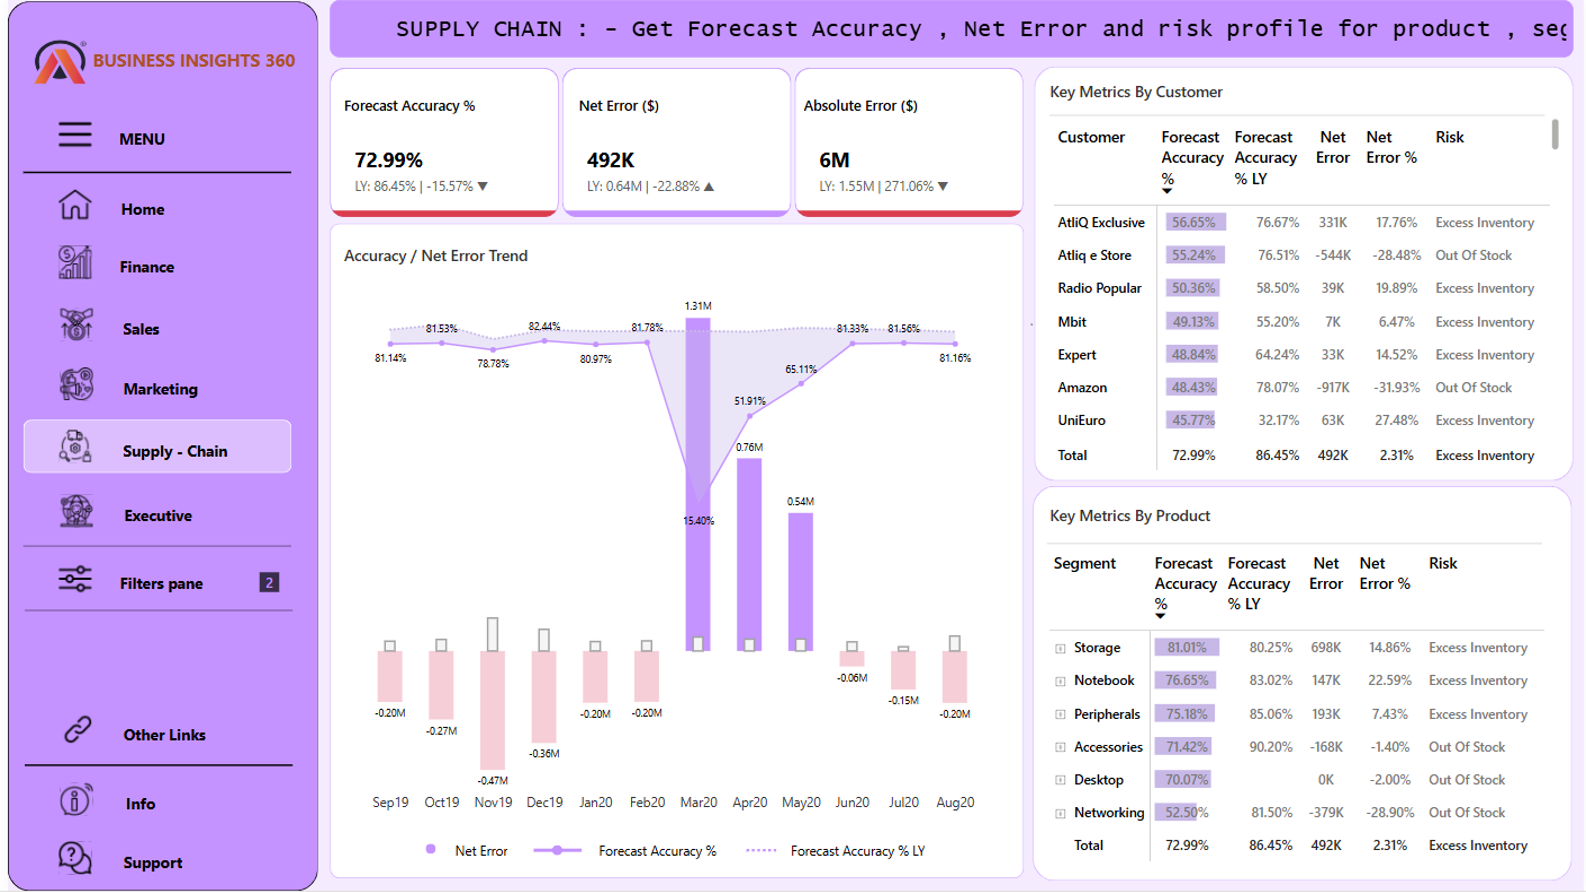 SUPPLY CHAIN : - Get Forecast Accuracy , Net Error and risk profile for product , seg
BUSINESS INSIGHTS 360
MENU
Home
Finance
Sales
Marketing
Supply - Chain
Executive
Filters pane 2
Other Links
Info
Support
Forecast Accuracy %
72.99%
LY: 86.45% | -15.57% ▼
Net Error ($)
492K
LY: 0.64M | -22.88% ▲
Absolute Error ($)
6M
LY: 1.55M | 271.06% ▼
Accuracy / Net Error Trend
1.31M
81.53% 82.44% 81.78% 81.33% 81.56%
81.14% 78.78% 80.97% 81.16%
65.11%
51.91%
0.76M
0.54M
15.40%
-0.20M -0.27M -0.47M -0.36M -0.20M -0.20M -0.06M -0.15M -0.20M
Sep19 Oct19 Nov19 Dec19 Jan20 Feb20 Mar20 Apr20 May20 Jun20 Jul20 Aug20
Net Error Forecast Accuracy % Forecast Accuracy % LY
Key Metrics By Customer
Customer Forecast Accuracy % Forecast Accuracy % LY Net Error Net Error % Risk
AtliQ Exclusive 56.65% 76.67% 331K 17.76% Excess Inventory
Atliq e Store 55.24% 76.51% -544K -28.48% Out Of Stock
Radio Popular 50.36% 58.50% 39K 19.89% Excess Inventory
Mbit 49.13% 55.20% 7K 6.47% Excess Inventory
Expert 48.84% 64.24% 33K 14.52% Excess Inventory
Amazon 48.43% 78.07% -917K -31.93% Out Of Stock
UniEuro 45.77% 32.17% 63K 27.48% Excess Inventory
Total 72.99% 86.45% 492K 2.31% Excess Inventory
Key Metrics By Product
Segment Forecast Accuracy % Forecast Accuracy % LY Net Error Net Error % Risk
Storage 81.01% 80.25% 698K 14.86% Excess Inventory
Notebook 76.65% 83.02% 147K 22.59% Excess Inventory
Peripherals 75.18% 85.06% 193K 7.43% Excess Inventory
Accessories 71.42% 90.20% -168K -1.40% Out Of Stock
Desktop 70.07% 0K -2.00% Out Of Stock
Networking 52.50% 81.50% -379K -28.90% Out Of Stock
Total 72.99% 86.45% 492K 2.31% Excess Inventory